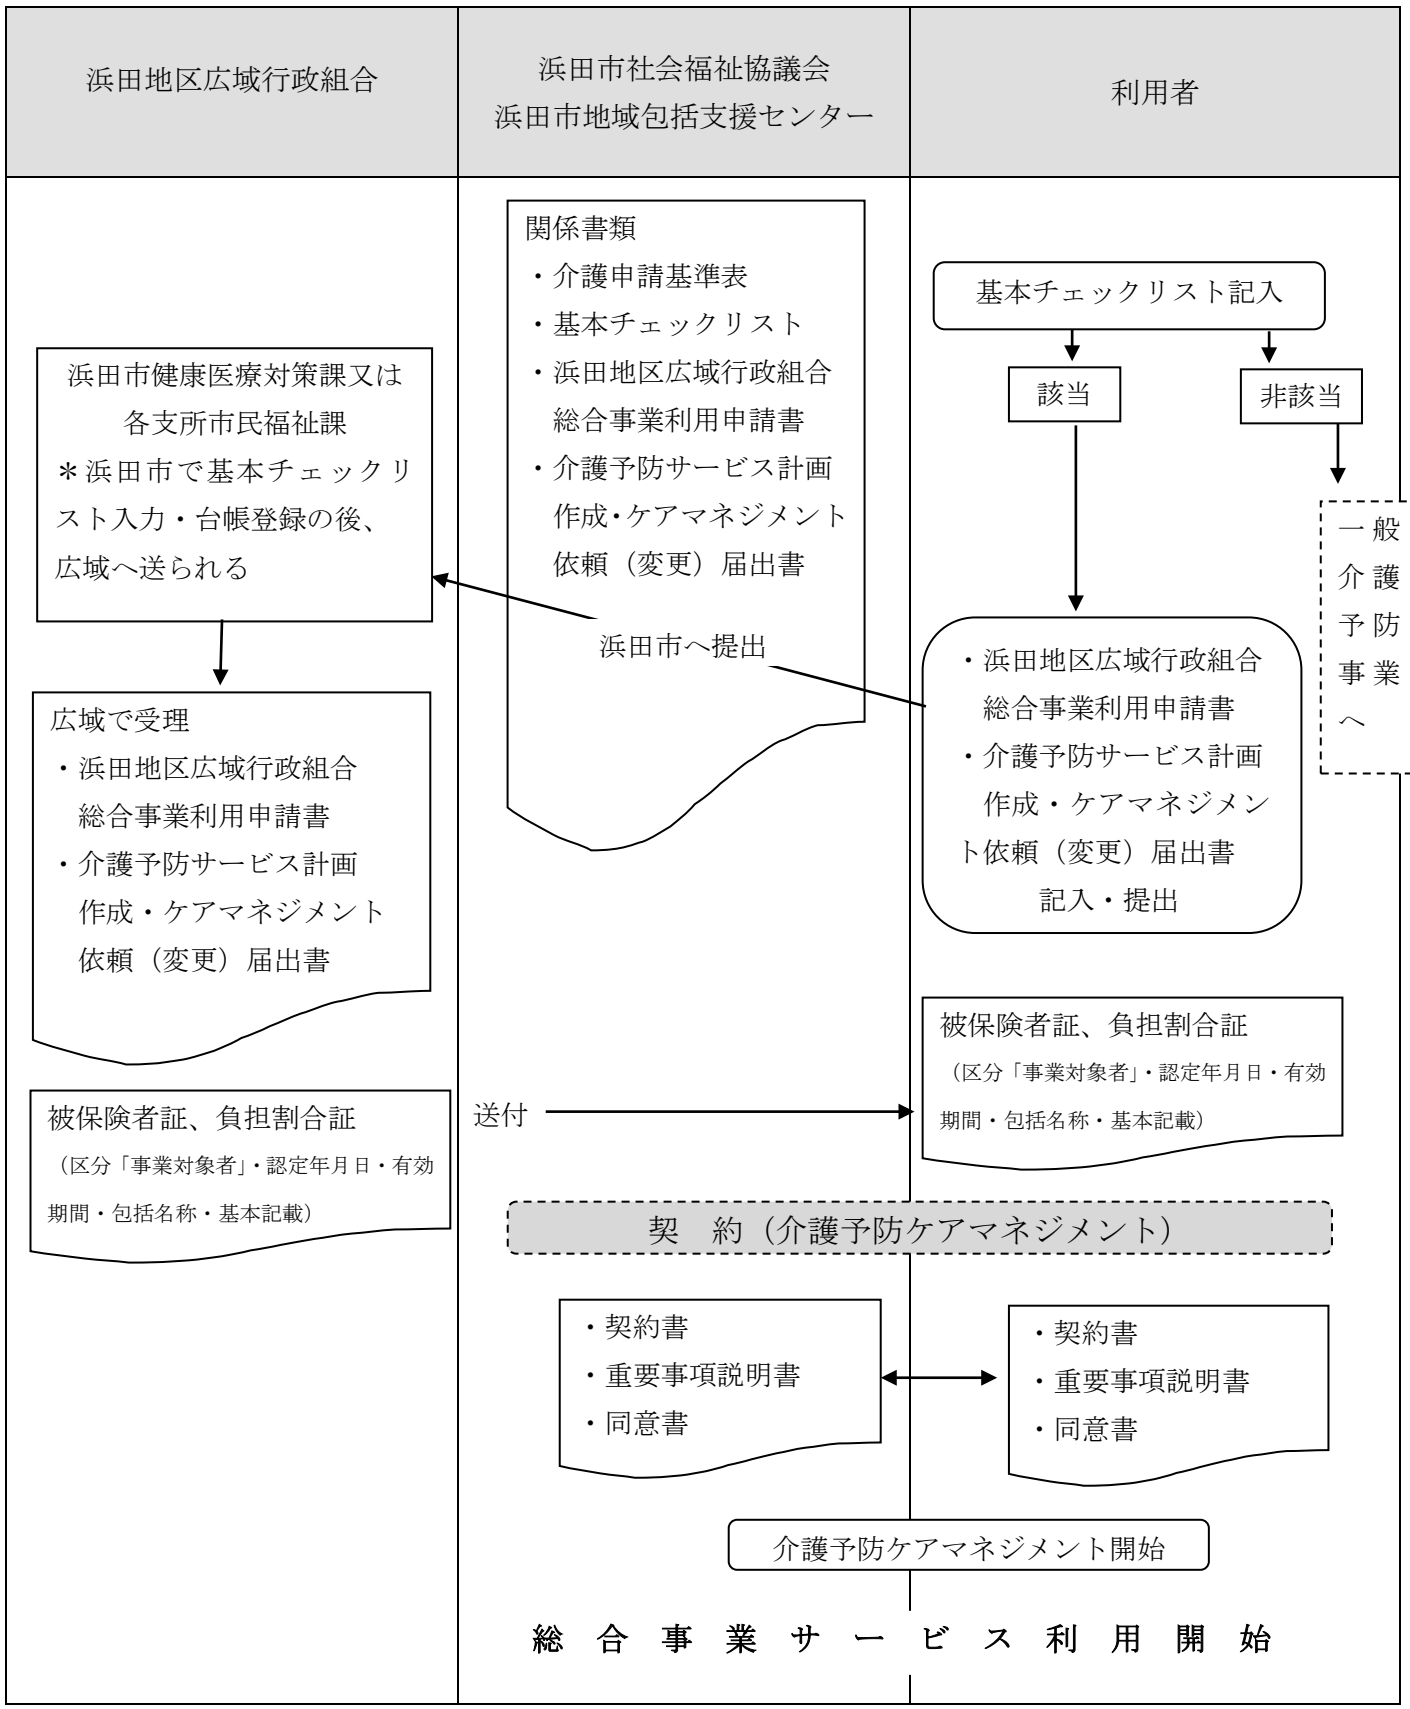 浜田地区広域行政組合
浜田市社会福祉協議会
浜田市地域包括支援センター
利用者
関係書類
・介護申請基準表
・基本チェックリスト
・浜田地区広域行政組合
総合事業利用申請書
・介護予防サービス計画
作成・ケアマネジメント
依頼（変更）届出書
基本チェックリスト記入
該当
非該当
一般
介護
予防
事業
へ
浜田市健康医療対策課又は
各支所市民福祉課
＊浜田市で基本チェックリ
スト入力・台帳登録の後、
広域へ送られる
浜田市へ提出
・浜田地区広域行政組合
総合事業利用申請書
・介護予防サービス計画
作成・ケアマネジメン
ト依頼（変更）届出書
記入・提出
広域で受理
・浜田地区広域行政組合
総合事業利用申請書
・介護予防サービス計画
作成・ケアマネジメント
依頼（変更）届出書
被保険者証、負担割合証
（区分「事業対象者」・認定年月日・有効
期間・包括名称・基本記載）
送付
被保険者証、負担割合証
（区分「事業対象者」・認定年月日・有効
期間・包括名称・基本記載）
契　約（介護予防ケアマネジメント）
・契約書
・重要事項説明書
・同意書
・契約書
・重要事項説明書
・同意書
介護予防ケアマネジメント開始
総　合　事　業　サ　ー　ビ　ス　利　用　開　始